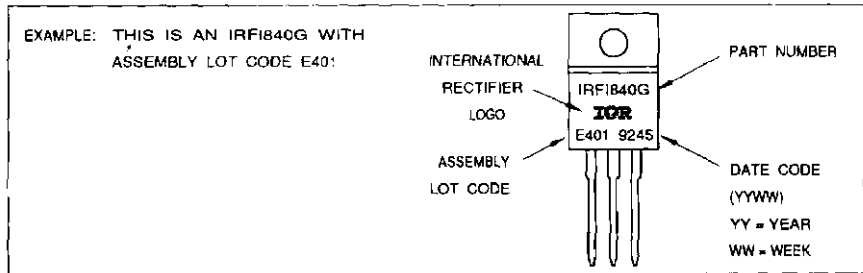 EXAMPLE: THIS IS AN IRFI840G WITH
ASSEMBLY LOT CODE E401
INTERNATIONAL
RECTIFIER
LOGO
ASSEMBLY
LOT CODE
IRFI840G
IOR
E401 9245
PART NUMBER
DATE CODE
(YYWW)
YY = YEAR
WW = WEEK